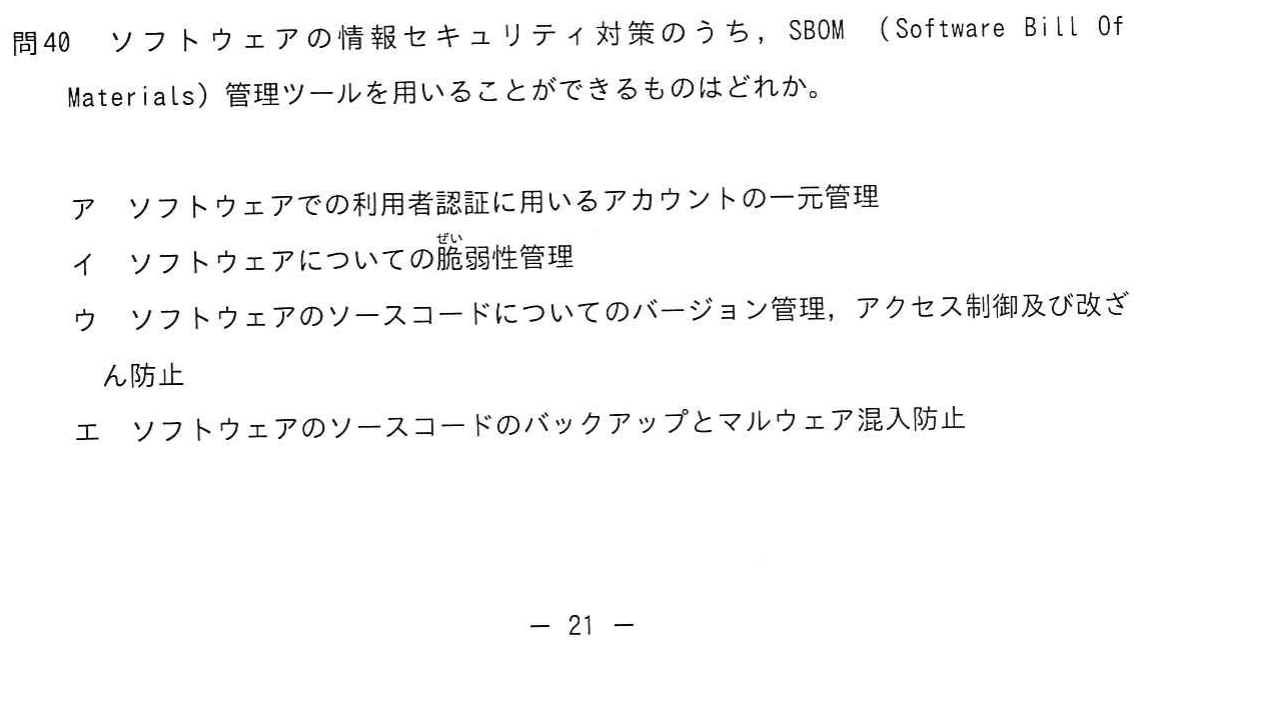 問40 ソフトウェアの情報セキュリティ対策のうち，SBOM （Software Bill Of
Materials）管理ツールを用いることができるものはどれか。
ア ソフトウェアでの利用者認証に用いるアカウントの一元管理
ぜい
イ ソフトウェアについての脆弱性管理
ウ ソフトウェアのソースコードについてのバージョン管理，アクセス制御及び改ざ
ん防止
エ ソフトウェアのソースコードのバックアップとマルウェア混入防止
－ 21 －